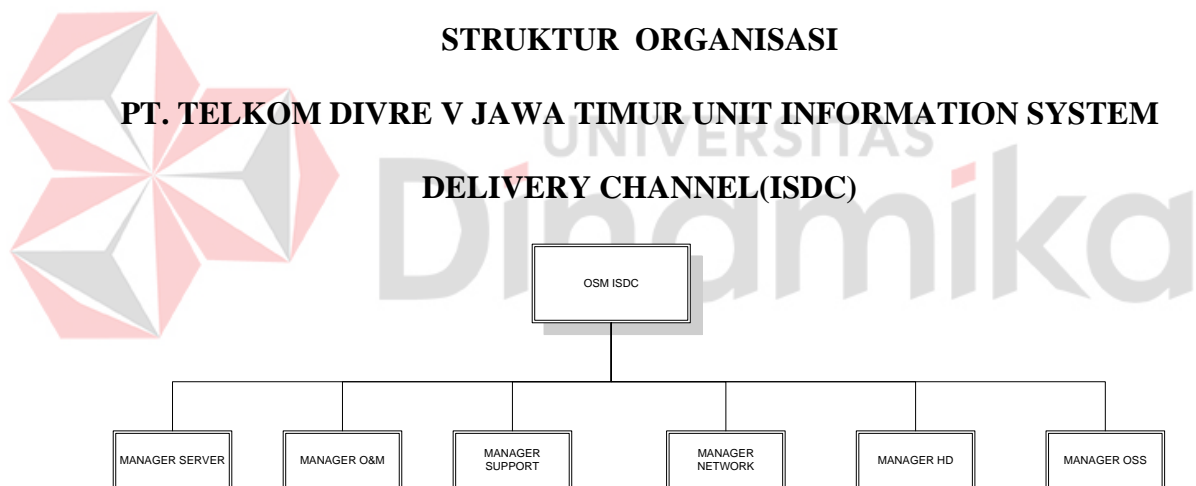 STRUKTUR ORGANISASI
PT. TELKOM DIVRE V JAWA TIMUR UNIT INFORMATION SYSTEM
UNIVERSITAS
DELIVERY CHANNEL(ISDC)
Dinamika
OSM ISDC
MANAGER SERVER
MANAGER O&M
MANAGER
SUPPORT
MANAGER
NETWORK
MANAGER HD
MANAGER OSS